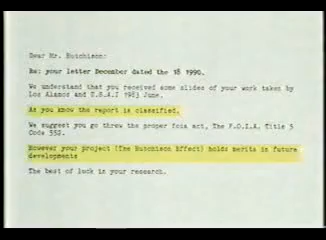 Dear Mr. Hutchison:
Re: your letter December dated the 18 1990.
We understand that you received some slides of your work taken by
Los Alamos and U.S.A.F 1983 June.
As you know the report is classified.
We suggest you go threw the proper foia act, The F.O.I.A. Title 5
Code 552.
However your project (The Hutchison Effect) holds merits in future
developments
The best of luck in your research.